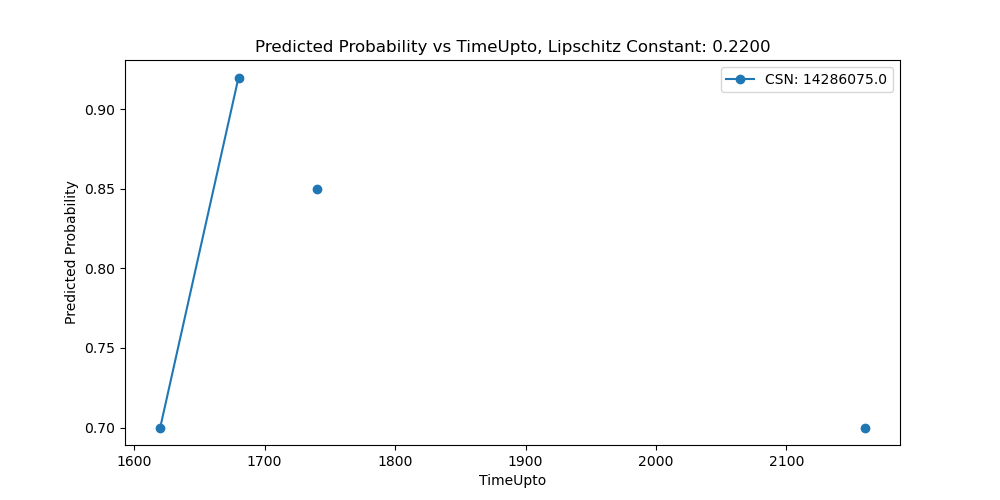 Predicted Probability vs TimeUpto, Lipschitz Constant: 0.2200
CSN: 14286075.0
Predicted Probability
0.90
0.85
0.80
0.75
0.70
1600 1700 1800 1900 2000 2100
TimeUpto